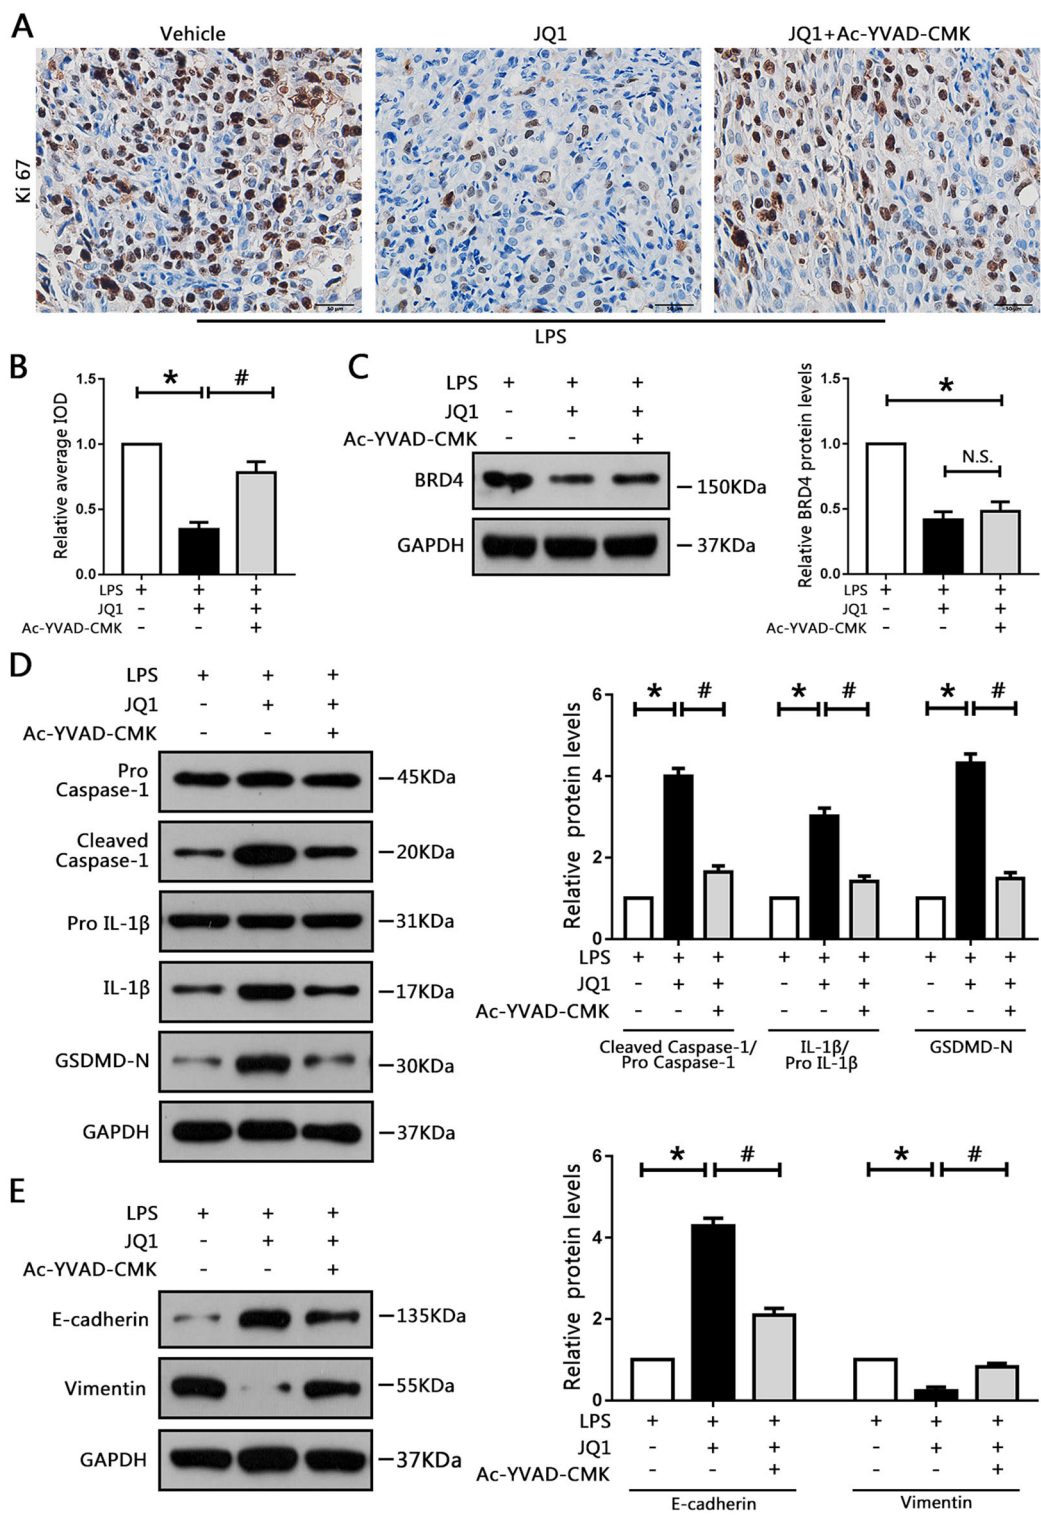 A
Vehicle
JQ1
JQ1+Ac-YVAD-CMK
Ki 67
50 μm
50 μm
50 μm
LPS
B
Relative average IOD
1.5
1.0
0.5
0.0
* #
LPS + + +
JQ1 - + +
Ac-YVAD-CMK - - +
C
LPS + + +
JQ1 - + +
Ac-YVAD-CMK - - +
BRD4
150KDa
GAPDH
37KDa
Relative BRD4 protein levels
1.5
1.0
0.5
0.0
*
N.S.
LPS + + +
JQ1 - + +
Ac-YVAD-CMK - - +
D
LPS + + +
JQ1 - + +
Ac-YVAD-CMK - - +
Pro
Caspase-1
45KDa
Cleaved
Caspase-1
20KDa
Pro IL-1β
31KDa
IL-1β
17KDa
GSDMD-N
30KDa
GAPDH
37KDa
Relative protein levels
6
4
2
0
* # * # * #
LPS + + + + + + + + +
JQ1 - + + - + + - + +
Ac-YVAD-CMK - - + - - + - - +
Cleaved Caspase-1/
Pro Caspase-1
IL-1β/
Pro IL-1β
GSDMD-N
E
LPS + + +
JQ1 - + +
Ac-YVAD-CMK - - +
E-cadherin
135KDa
Vimentin
55KDa
GAPDH
37KDa
Relative protein levels
6
4
2
0
* # * #
LPS + + + + + +
JQ1 - + + - + +
Ac-YVAD-CMK - - + - - +
E-cadherin
Vimentin